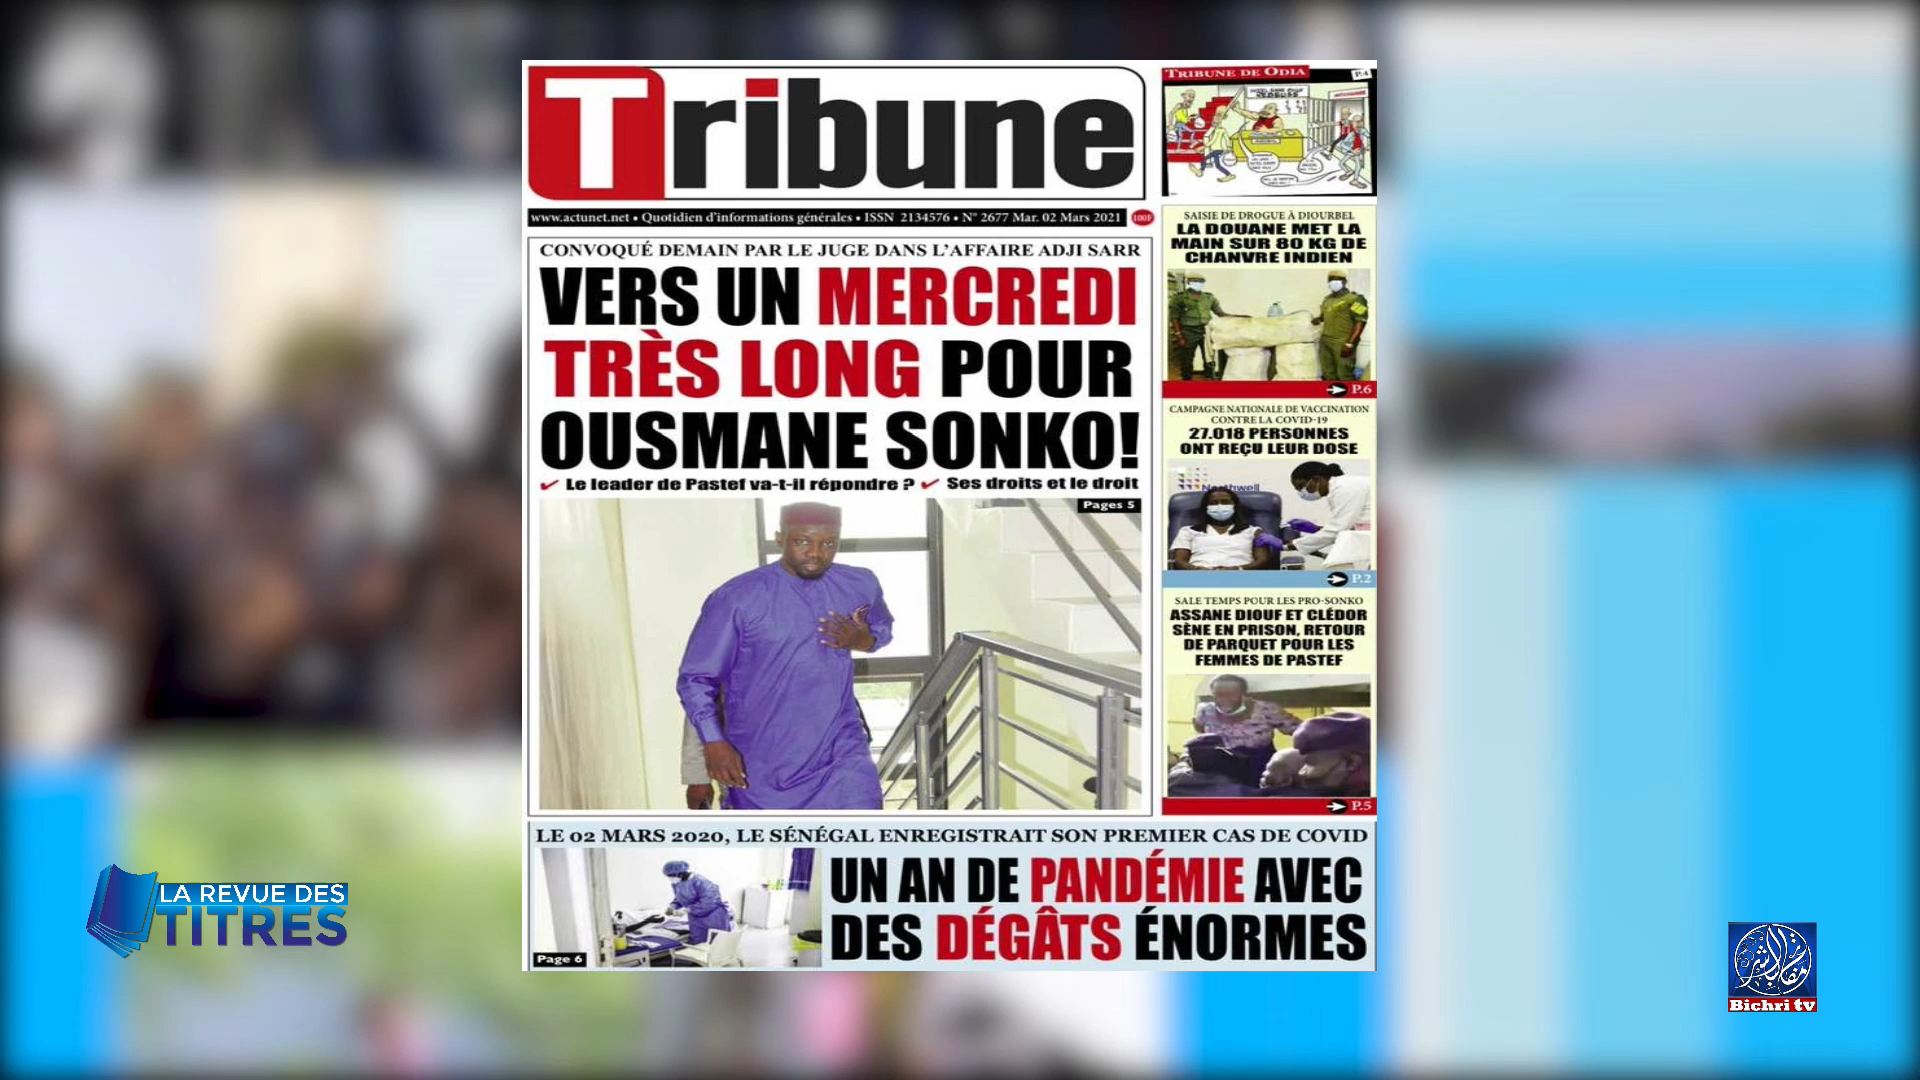 Tribune
www.actunet.net • Quotidien d'informations générales • ISSN 2134576 • N° 2677 Mar. 02 Mars 2021
100F
CONVOQUÉ DEMAIN PAR LE JUGE DANS L'AFFAIRE ADJI SARR
VERS UN MERCREDI
TRÈS LONG POUR
OUSMANE SONKO!
Le leader de Pastef va-t-il répondre ? Ses droits et le droit
Pages 5
TRIBUNE DE ODIA
P.4
SAISIE DE DROGUE À DIOURBEL
LA DOUANE MET LA
MAIN SUR 80 KG DE
CHANVRE INDIEN
P.6
CAMPAGNE NATIONALE DE VACCINATION
CONTRE LA COVID-19
27.018 PERSONNES
ONT REÇU LEUR DOSE
Northwell
P.2
SALE TEMPS POUR LES PRO-SONKO
ASSANE DIOUF ET CLÉDOR
SÈNE EN PRISON, RETOUR
DE PARQUET POUR LES
FEMMES DE PASTEF
P.5
LE 02 MARS 2020, LE SÉNÉGAL ENREGISTRAIT SON PREMIER CAS DE COVID
UN AN DE PANDÉMIE AVEC
DES DÉGÂTS ÉNORMES
Page 6
LA REVUE DES
TITRES
Bichri tv